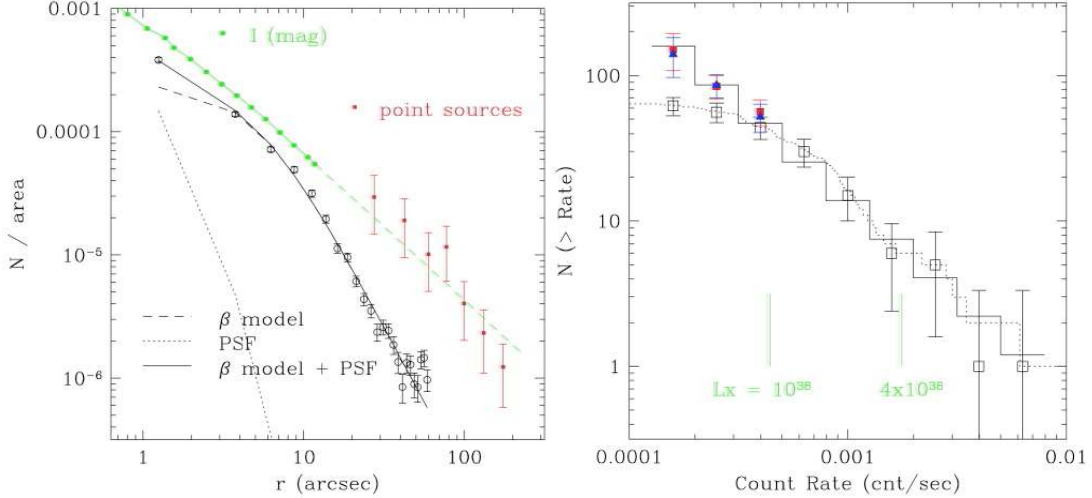 0.001
0.0001
10⁻⁵
10⁻⁶
N / area
I (mag)
point sources
β model
PSF
β model + PSF
1
10
100
r (arcsec)
100
10
1
N (> Rate)
Lx = 10³⁸
4x10³⁸
0.0001
0.001
0.01
Count Rate (cnt/sec)